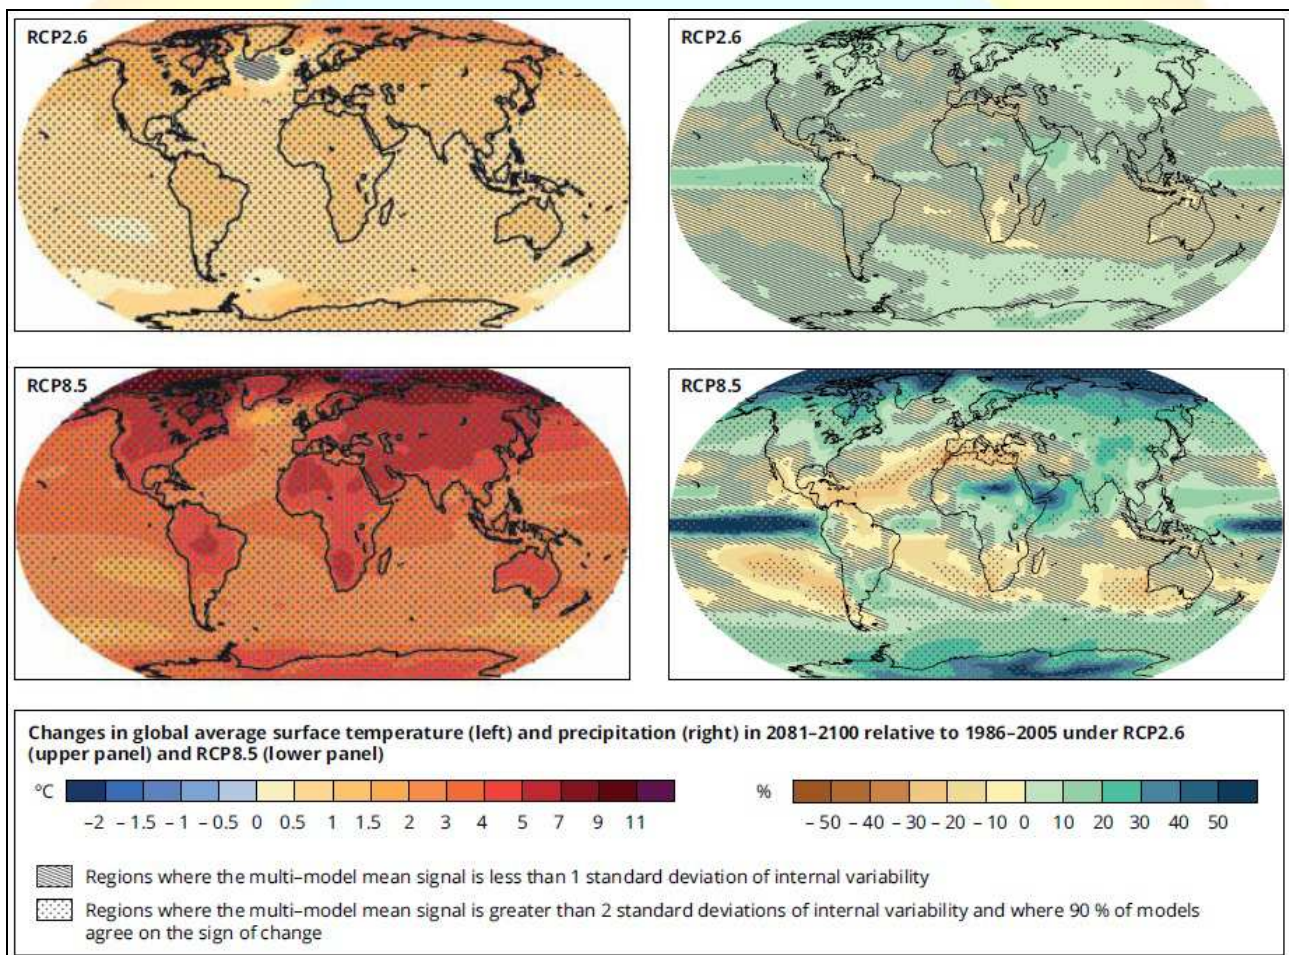 RCP2.6
RCP2.6
RCP8.5
RCP8.5
Changes in global average surface temperature (left) and precipitation (right) in 2081–2100 relative to 1986–2005 under RCP2.6
(upper panel) and RCP8.5 (lower panel)
°C
–2 –1.5 –1 –0.5 0 0.5 1 1.5 2 3 4 5 7 9 11
%
–50 –40 –30 –20 –10 0 10 20 30 40 50
Regions where the multi–model mean signal is less than 1 standard deviation of internal variability
Regions where the multi–model mean signal is greater than 2 standard deviations of internal variability and where 90 % of models
agree on the sign of change